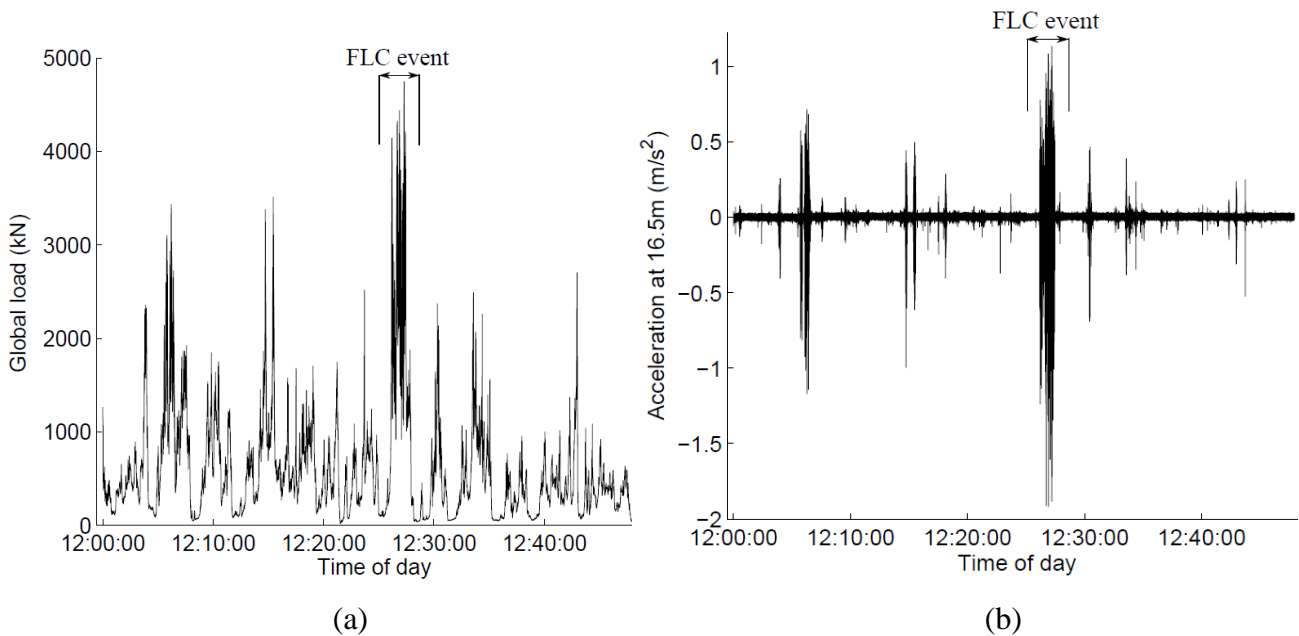 FLC event
5000
4000
3000
2000
1000
0
Global load (kN)
12:00:00 12:10:00 12:20:00 12:30:00 12:40:00
Time of day
(a)
FLC event
1
0.5
0
−0.5
−1
−1.5
−2
Acceleration at 16.5m (m/s²)
12:00:00 12:10:00 12:20:00 12:30:00 12:40:00
Time of day
(b)